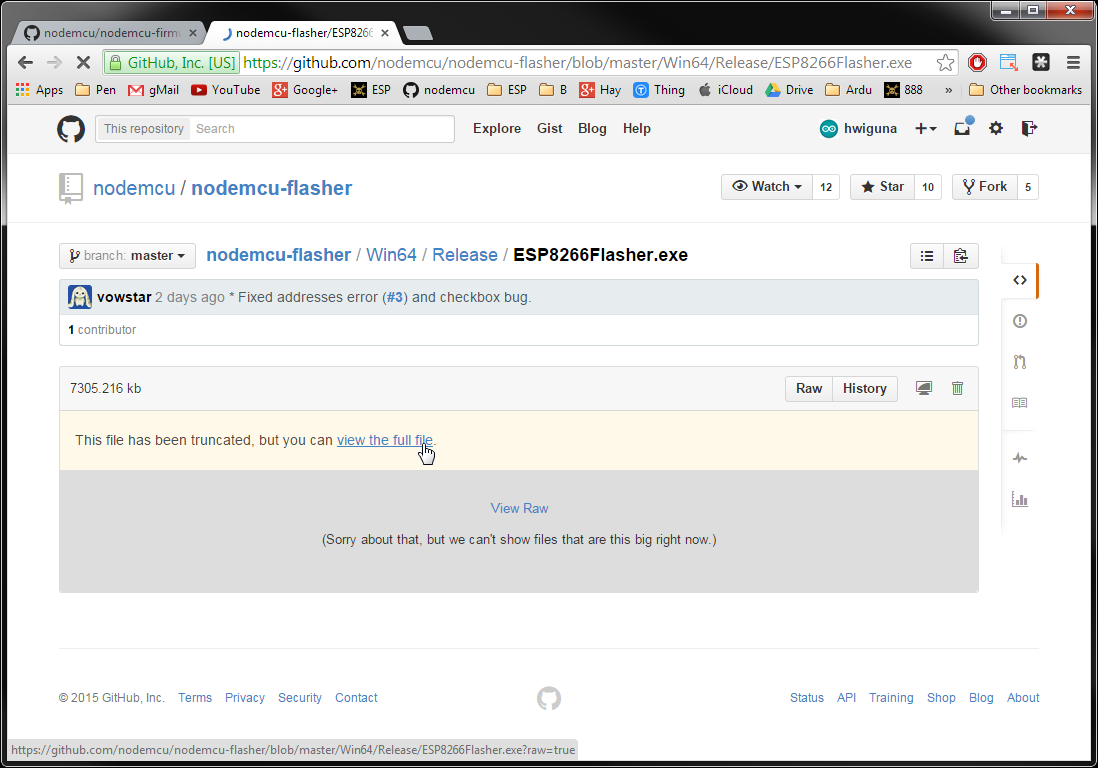 nodemcu/nodemcu-firmw
nodemcu-flasher/ESP8266
GitHub, Inc. [US] https://github.com/nodemcu/nodemcu-flasher/blob/master/Win64/Release/ESP8266Flasher.exe
Apps Pen gMail YouTube Google+ ESP nodemcu ESP B Hay Thing iCloud Drive Ardu 888 » Other bookmarks
This repository Search Explore Gist Blog Help hwiguna
nodemcu / nodemcu-flasher Watch 12 Star 10 Fork 5
branch: master nodemcu-flasher / Win64 / Release / ESP8266Flasher.exe
vowstar 2 days ago * Fixed addresses error (#3) and checkbox bug.
1 contributor
7305.216 kb Raw History
This file has been truncated, but you can view the full file.
View Raw
(Sorry about that, but we can't show files that are this big right now.)
© 2015 GitHub, Inc. Terms Privacy Security Contact Status API Training Shop Blog About
https://github.com/nodemcu/nodemcu-flasher/blob/master/Win64/Release/ESP8266Flasher.exe?raw=true